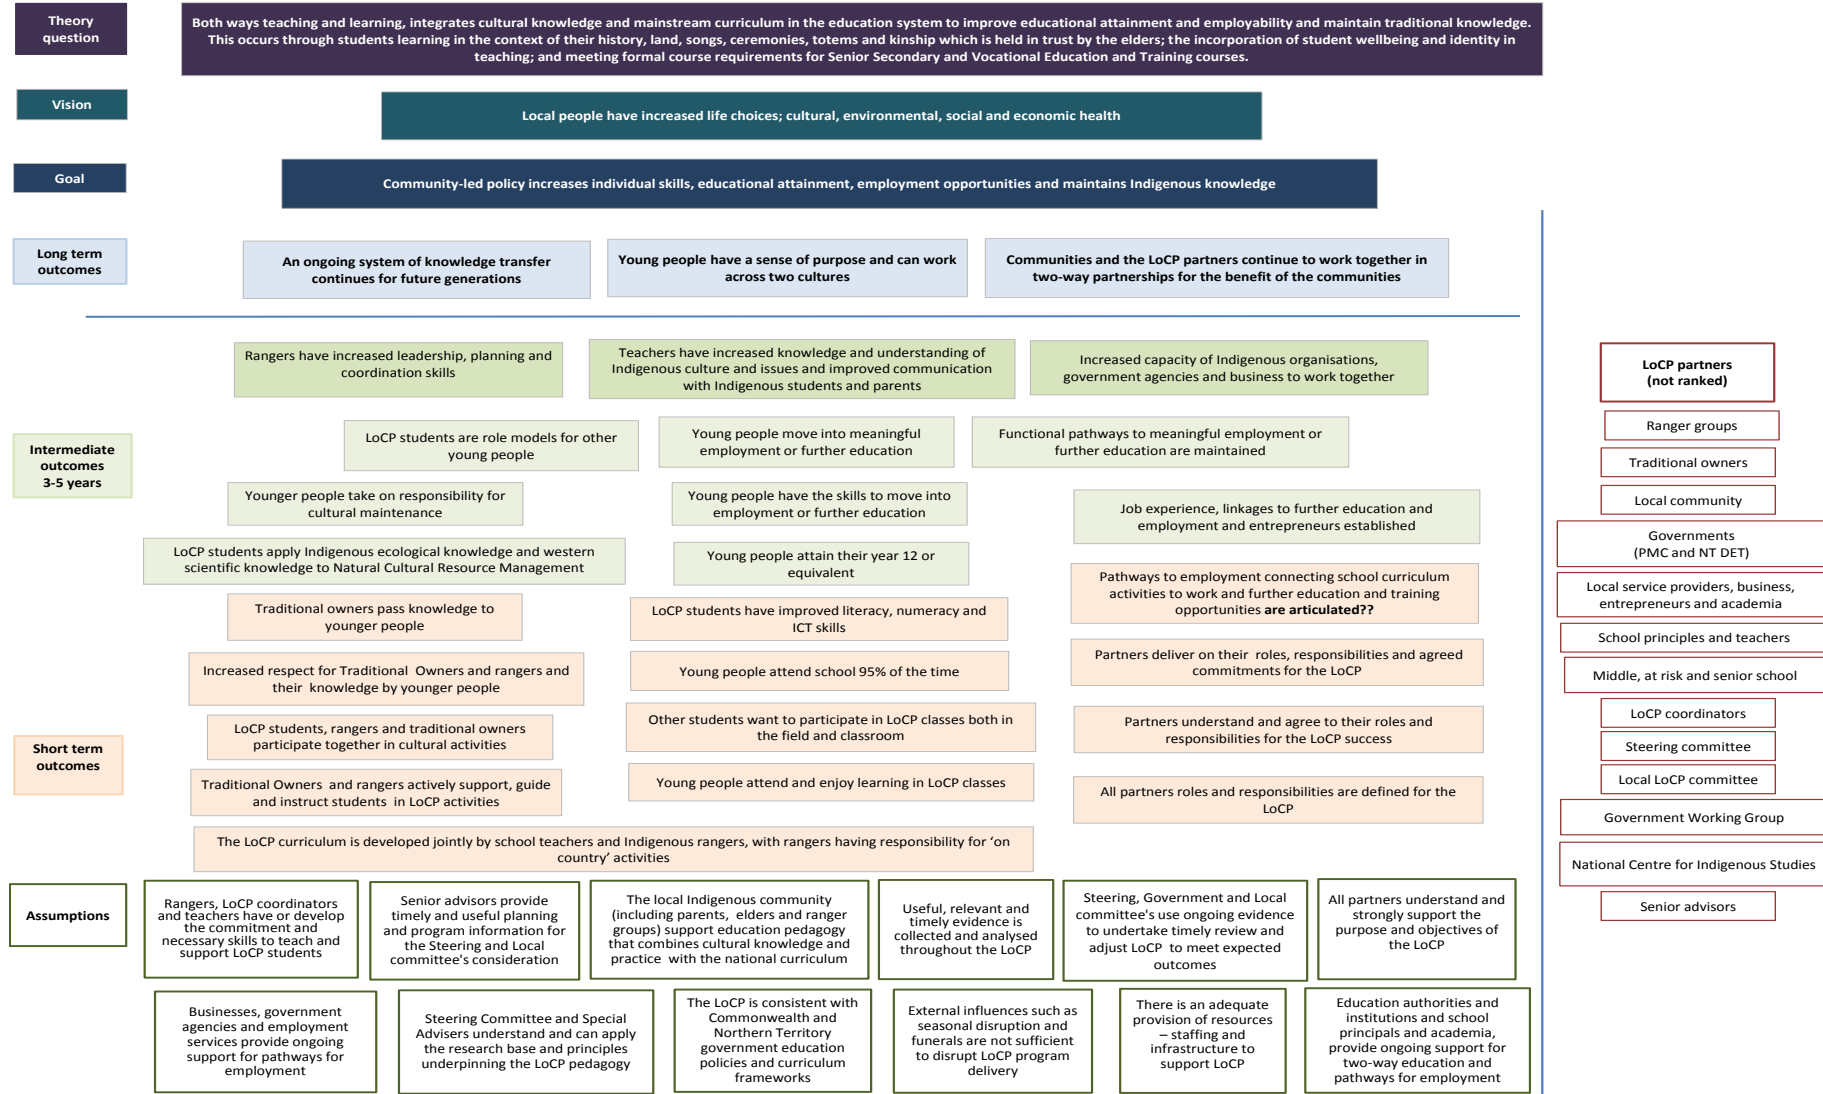 Theory
question
Both ways teaching and learning, integrates cultural knowledge and mainstream curriculum in the education system to improve educational attainment and employability and maintain traditional knowledge.
This occurs through students learning in the context of their history, land, songs, ceremonies, totems and kinship which is held in trust by the elders; the incorporation of student wellbeing and identity in
teaching; and meeting formal course requirements for Senior Secondary and Vocational Education and Training courses.
Vision
Local people have increased life choices; cultural, environmental, social and economic health
Goal
Community-led policy increases individual skills, educational attainment, employment opportunities and maintains Indigenous knowledge
Long term
outcomes
An ongoing system of knowledge transfer
continues for future generations
Young people have a sense of purpose and can work
across two cultures
Communities and the LoCP partners continue to work together in
two-way partnerships for the benefit of the communities
Intermediate
outcomes
3-5 years
Rangers have increased leadership, planning and
coordination skills
Teachers have increased knowledge and understanding of
Indigenous culture and issues and improved communication
with Indigenous students and parents
Increased capacity of Indigenous organisations,
government agencies and business to work together
LoCP students are role models for other
young people
Young people move into meaningful
employment or further education
Functional pathways to meaningful employment or
further education are maintained
Younger people take on responsibility for
cultural maintenance
Young people have the skills to move into
employment or further education
Job experience, linkages to further education and
employment and entrepreneurs established
LoCP students apply Indigenous ecological knowledge and western
scientific knowledge to Natural Cultural Resource Management
Young people attain their year 12 or
equivalent
Pathways to employment connecting school curriculum
activities to work and further education and training
opportunities are articulated??
Short term
outcomes
Traditional owners pass knowledge to
younger people
LoCP students have improved literacy, numeracy and
ICT skills
Increased respect for Traditional Owners and rangers and
their knowledge by younger people
Young people attend school 95% of the time
Partners deliver on their roles, responsibilities and agreed
commitments for the LoCP
LoCP students, rangers and traditional owners
participate together in cultural activities
Other students want to participate in LoCP classes both in
the field and classroom
Partners understand and agree to their roles and
responsibilities for the LoCP success
Traditional Owners and rangers actively support, guide
and instruct students in LoCP activities
Young people attend and enjoy learning in LoCP classes
All partners roles and responsibilities are defined for the
LoCP
The LoCP curriculum is developed jointly by school teachers and Indigenous rangers, with rangers having responsibility for ‘on
country’ activities
Assumptions
Rangers, LoCP coordinators
and teachers have or develop
the commitment and
necessary skills to teach and
support LoCP students
Senior advisors provide
timely and useful planning
and program information for
the Steering and Local
committee's consideration
The local Indigenous community
(including parents, elders and ranger
groups) support education pedagogy
that combines cultural knowledge and
practice with the national curriculum
Useful, relevant and
timely evidence is
collected and analysed
throughout the LoCP
Steering, Government and Local
committee's use ongoing evidence
to undertake timely review and
adjust LoCP to meet expected
outcomes
All partners understand and
strongly support the
purpose and objectives of
the LoCP
Businesses, government
agencies and employment
services provide ongoing
support for pathways for
employment
Steering Committee and Special
Advisers understand and can apply
the research base and principles
underpinning the LoCP pedagogy
The LoCP is consistent with
Commonwealth and
Northern Territory
government education
policies and curriculum
frameworks
External influences such as
seasonal disruption and
funerals are not sufficient
to disrupt LoCP program
delivery
There is an adequate
provision of resources
– staffing and
infrastructure to
support LoCP
Education authorities and
institutions and school
principals and academia,
provide ongoing support for
two-way education and
pathways for employment
LoCP partners
(not ranked)
Ranger groups
Traditional owners
Local community
Governments
(PMC and NT DET)
Local service providers, business,
entrepreneurs and academia
School principles and teachers
Middle, at risk and senior school
LoCP coordinators
Steering committee
Local LoCP committee
Government Working Group
National Centre for Indigenous Studies
Senior advisors